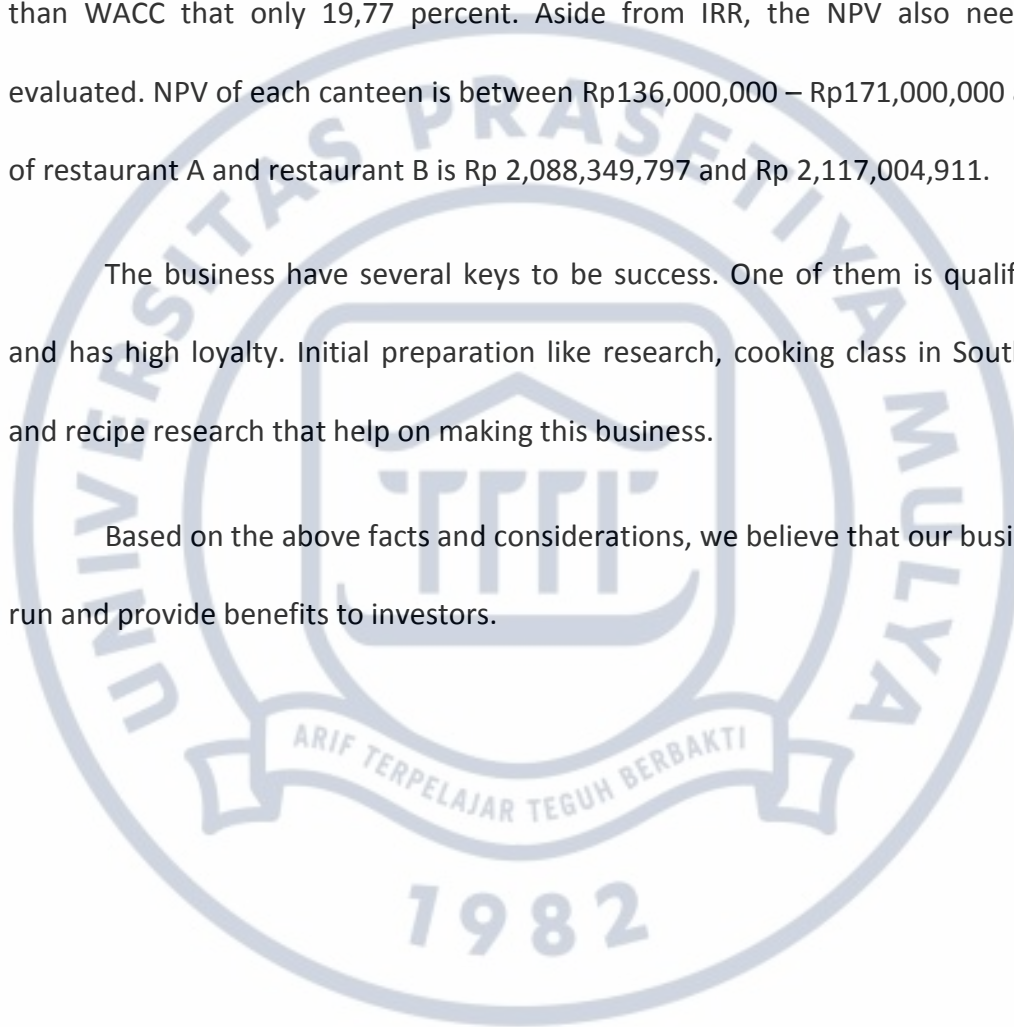 than WACC that only 19,77 percent. Aside from IRR, the NPV also
evaluated. NPV of each canteen is between Rp136,000,000 – Rp171,000,000
of restaurant A and restaurant B is Rp 2,088,349,797 and Rp 2,117,004,911.
The business have several keys to be success. One of them is
and has high loyalty. Initial preparation like research, cooking class in
and recipe research that help on making this business.
Based on the above facts and considerations, we believe that our
run and provide benefits to investors.
UNIVERSITAS PRASETIYA MULYA
ARIF TERPELAJAR TEGUH BERBAKTI
1982